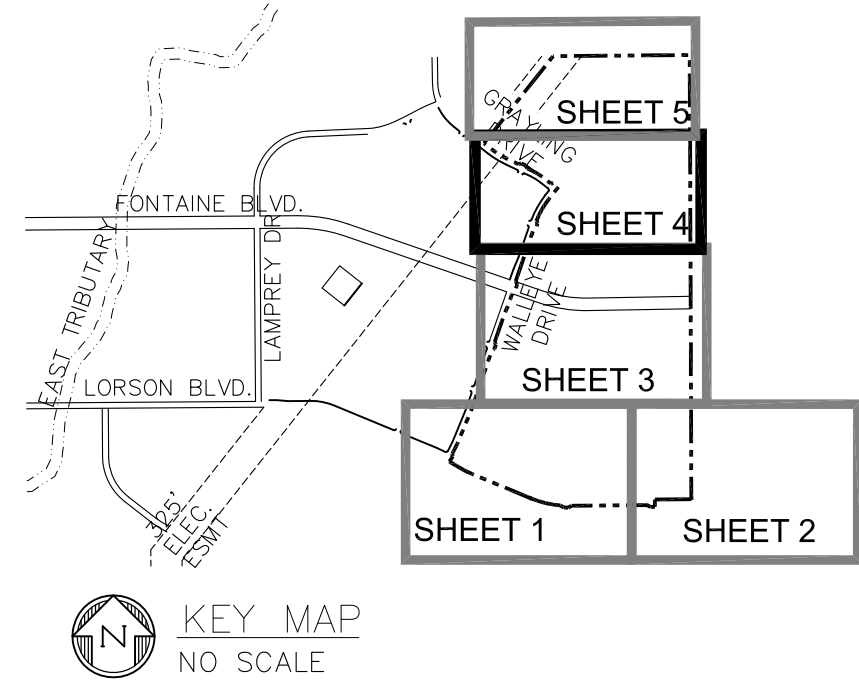 GRAYLING
DRIVE
SHEET 5
FONTAINE BLVD.
SHEET 4
EAST TRIBUTARY
LAMPREY DR
WALLEYE
DRIVE
SHEET 3
LORSON BLVD.
325'
ELEC.
ESMT
SHEET 1
SHEET 2
N
KEY MAP
NO SCALE